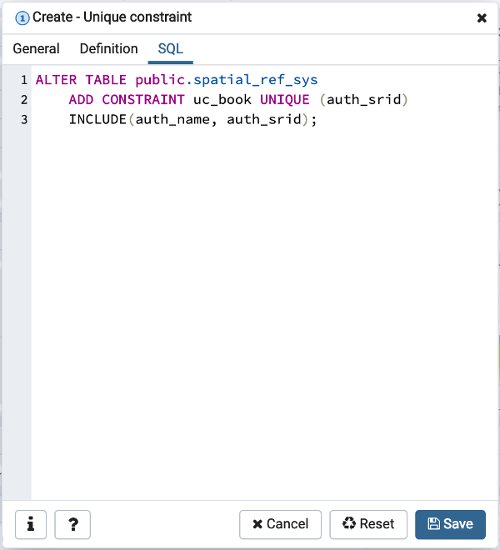 Create - Unique constraint
General Definition SQL
1 ALTER TABLE public.spatial_ref_sys
2 ADD CONSTRAINT uc_book UNIQUE (auth_srid)
3 INCLUDE(auth_name, auth_srid);
i ? Cancel Reset Save